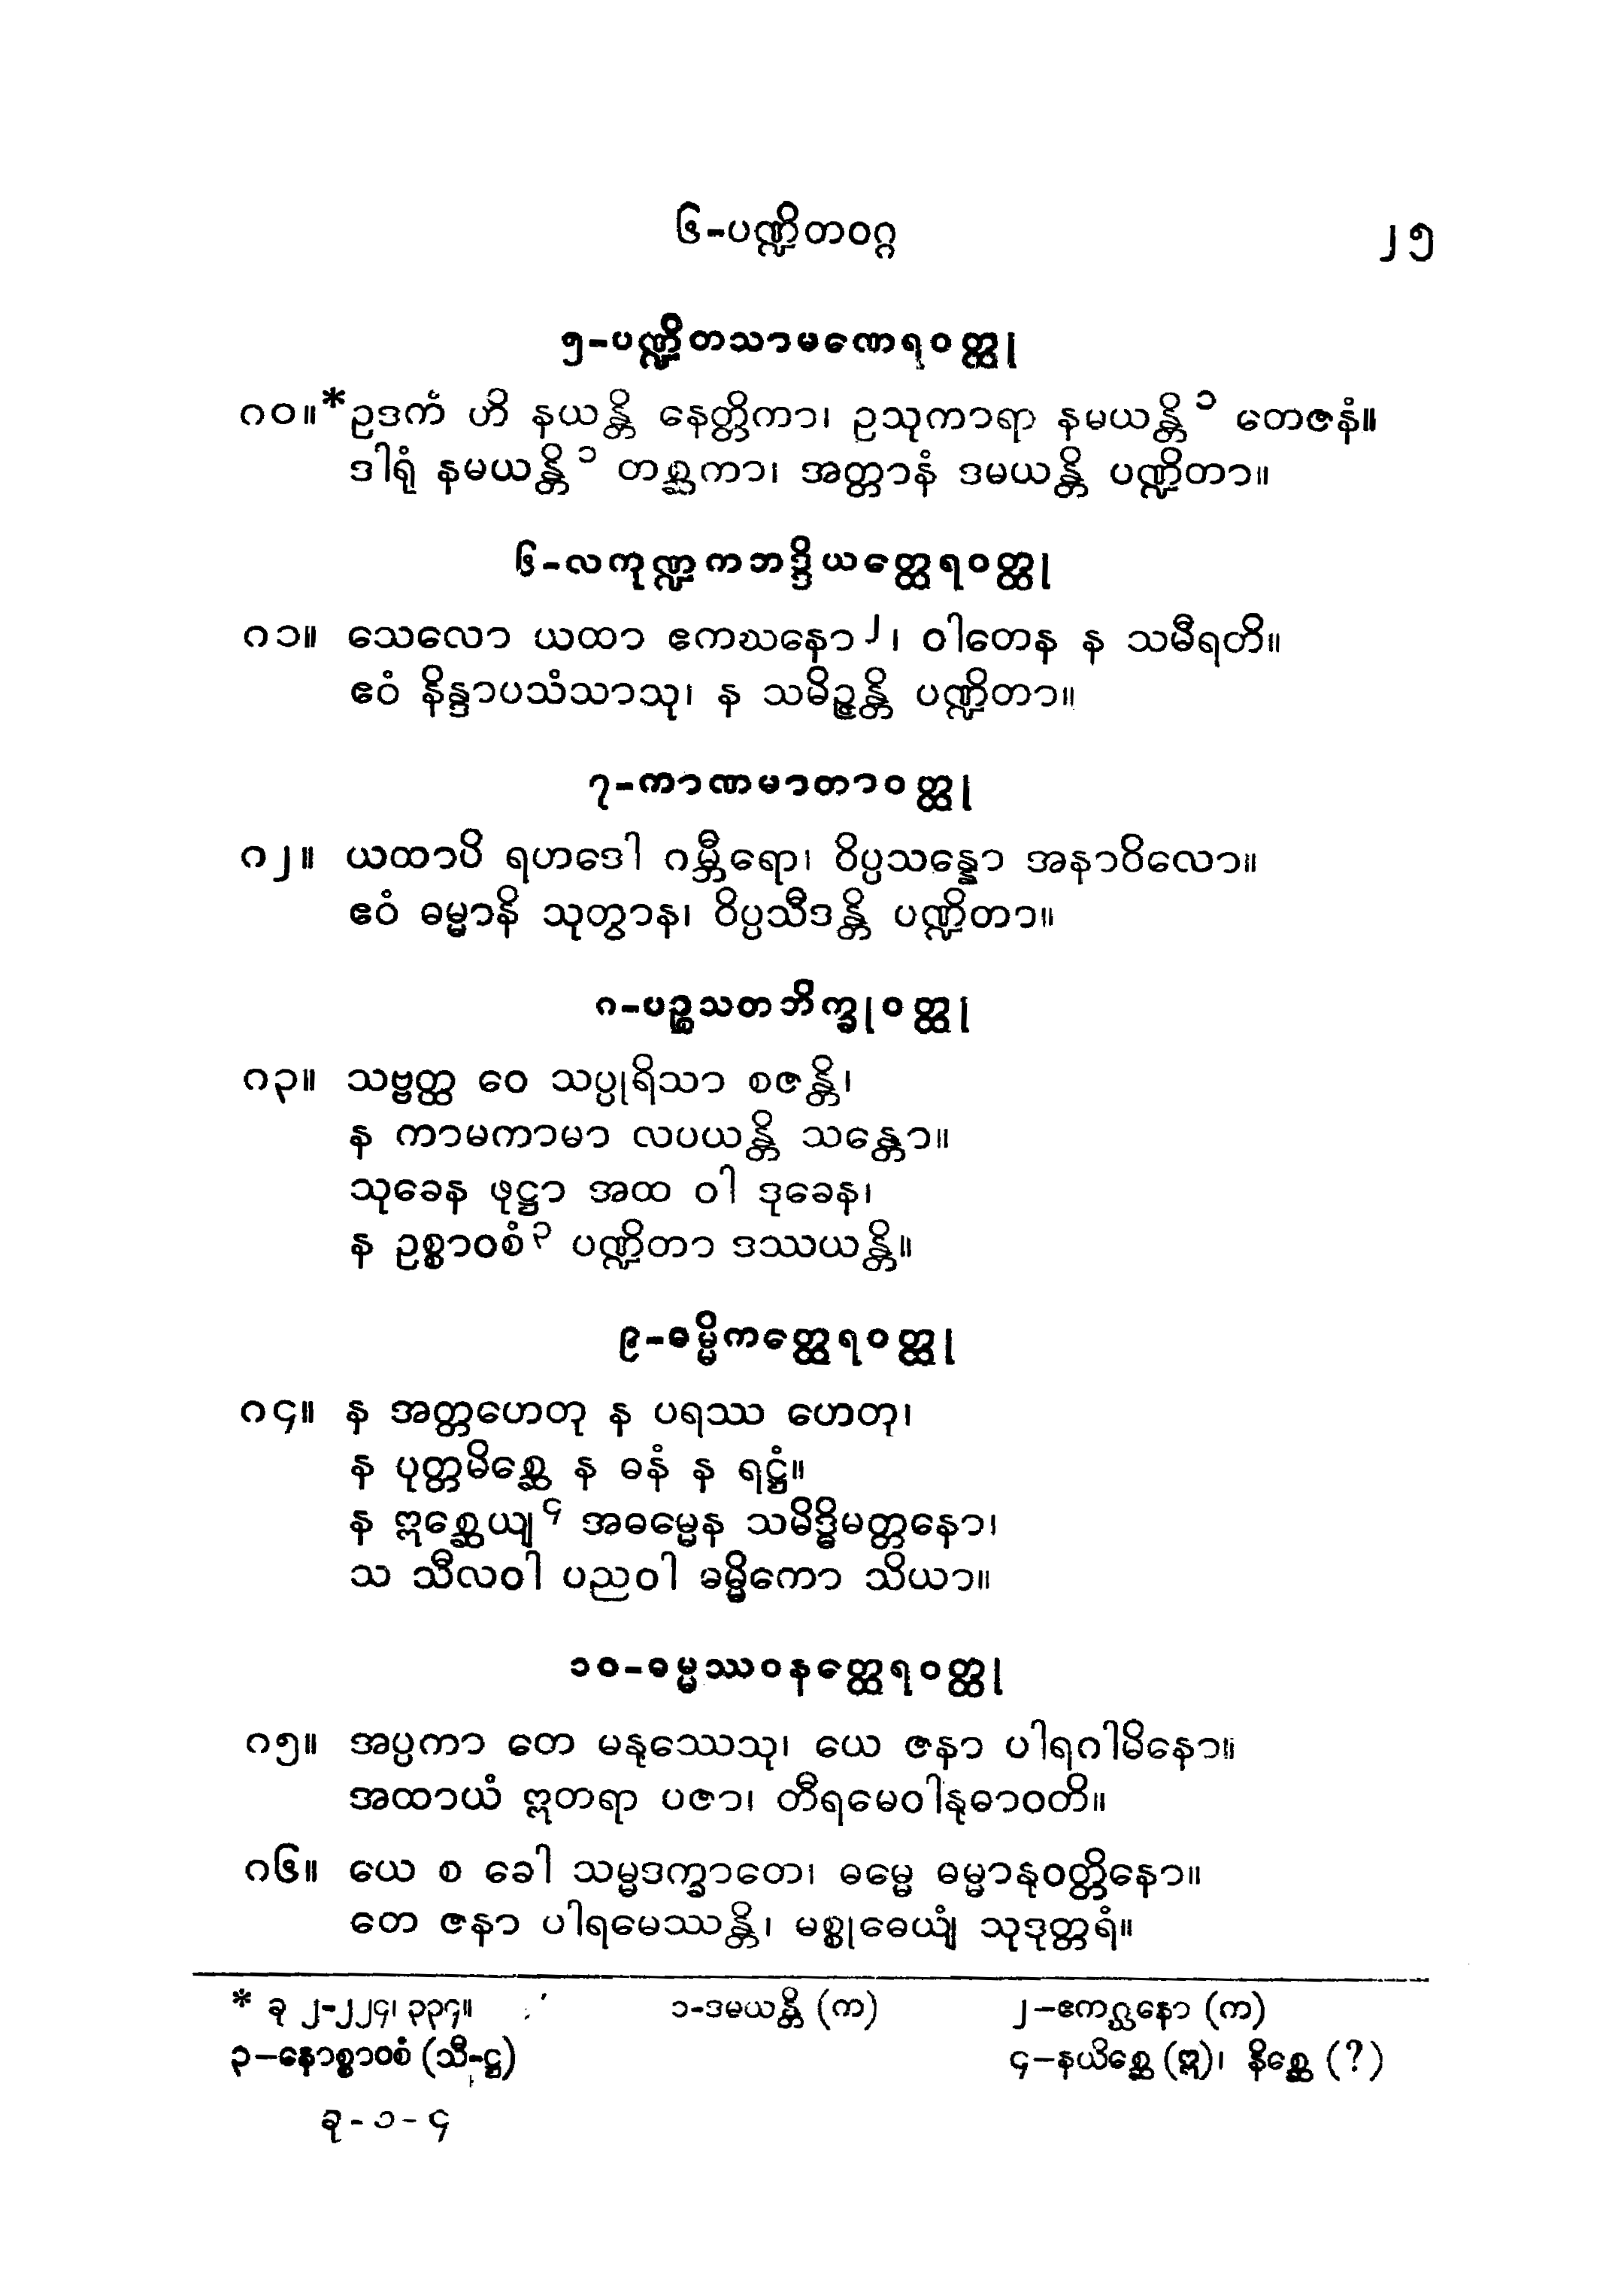 ၆-ပဏ္ဍိတဝဂ္ဂ ၂၅
၅-ပဏ္ဍိတသာမဏေရဝတ္ထု
၈၀။ *ဥဒကံ ဟိ နယန္တိ နေတ္တိကာ၊ ဥသုကာရာ နမယန္တိ ၁ တေဇနံ။
ဒါရုံ နမယန္တိ ၁ တစ္ဆကာ၊ အတ္တာနံ ဒမယန္တိ ပဏ္ဍိတာ။
၆-လကုဏ္ဍကဘဒ္ဒိယတ္ထေရဝတ္ထု
၈၁။ သေလော ယထာ ဧကဃနော ၂၊ ဝါတေန န သမီရတိ။
ဧဝံ နိန္ဒာပသံသာသု၊ န သမိဉ္ဇန္တိ ပဏ္ဍိတာ။
၇-ကာဏမာတာဝတ္ထု
၈၂။ ယထာပိ ရဟဒေါ ဂမ္ဘီရော၊ ဝိပ္ပသန္နော အနာဝိလော။
ဧဝံ ဓမ္မာနိ သုတွာန၊ ဝိပ္ပသီဒန္တိ ပဏ္ဍိတာ။
၈-ပဉ္စသတဘိက္ခုဝတ္ထု
၈၃။ သဗ္ဗတ္ထ ဝေ သပ္ပုရိသာ စဇန္တိ၊
န ကာမကာမာ လပယန္တိ သန္တော။
သုခေန ဖုဋ္ဌာ အထ ဝါ ဒုခေန၊
န ဥစ္စာဝစံ ၃ ပဏ္ဍိတာ ဒဿယန္တိ။
၉-ဓမ္မိကတ္ထေရဝတ္ထု
၈၄။ န အတ္တဟေတု န ပရဿ ဟေတု၊
န ပုတ္တမိစ္ဆေ န ဓနံ န ရဋ္ဌံ။
န ဣစ္ဆေယျ ၄ အဓမ္မေန သမိဒ္ဓိမတ္တနော၊
သ သီလဝါ ပညဝါ ဓမ္မိကော သိယာ။
၁၀-ဓမ္မဿဝနတ္ထေရဝတ္ထု
၈၅။ အပ္ပကာ တေ မနုဿေသု၊ ယေ ဇနာ ပါရဂါမိနော။
အထာယံ ဣတရာ ပဇာ၊ တီရမေဝါနုဓာဝတိ။
၈၆။ ယေ စ ခေါ သမ္မဒက္ခာတေ၊ ဓမ္မေ ဓမ္မာနုဝတ္တိနော။
တေ ဇနာ ပါရမေဿန္တိ၊ မစ္စုဓေယျံ သုဒုတ္တရံ။
* ခု ၂-၂၂၄၊ ၃၃၄။ ၁-ဒမယန္တိ (က) ၂-ဧကဂ္ဃနော (က)
၃-နောစ္စာဝစံ (သီ-ဋ္ဌ) ၄-နယိစ္ဆေ (ဣ)၊ နိစ္ဆေ (?)
ခု-၁-၄